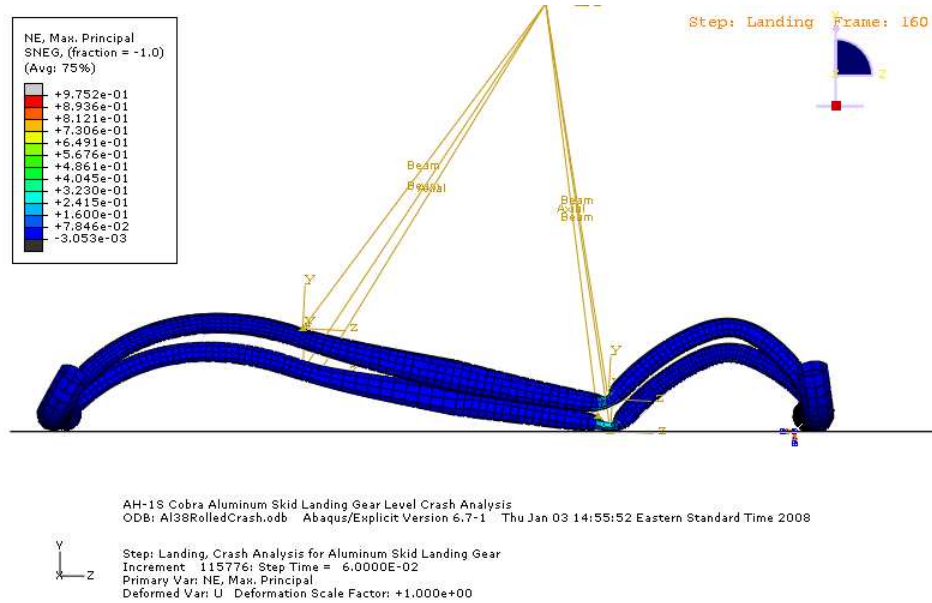 NE, Max. Principal
SNEG, (fraction = -1.0)
(Avg: 75%)
+9.752e-01
+8.936e-01
+8.121e-01
+7.306e-01
+6.491e-01
+5.676e-01
+4.861e-01
+4.045e-01
+3.230e-01
+2.415e-01
+1.600e-01
+7.846e-02
-3.053e-03
Step: Landing Frame: 160
Y
Z
Beam
Axial
Beam
Axial
Beam
Y
Y
Z
Y
Z
Z
AH-1S Cobra Aluminum Skid Landing Gear Level Crash Analysis
ODB: Al38RolledCrash.odb Abaqus/Explicit Version 6.7-1 Thu Jan 03 14:55:52 Eastern Standard Time 2008
Y
X
Z
Step: Landing, Crash Analysis for Aluminum Skid Landing Gear
Increment 115776: Step Time = 6.0000E-02
Primary Var: NE, Max. Principal
Deformed Var: U Deformation Scale Factor: +1.000e+00